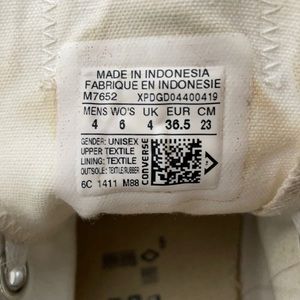 MADE IN INDONESIA
FABRIQUE EN INDONESIE
M7652 XPDGD04400419
MENS WO'S UK EUR CM
4 6 4 36.5 23
GENDER: UNISEX
UPPER: TEXTILE
LINING: TEXTILE
OUTSOLE: TEXTILE/RUBBER
6C 1411 M88
CONVERSE